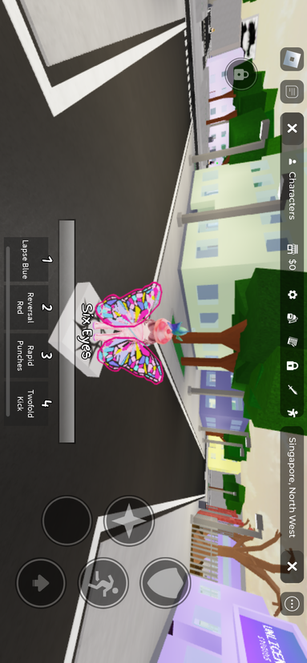 Characters
$0
Singapore, North West
Six Eyes
1
Lapse Blue
2
Reversal
Red
3
Rapid
Punches
4
Twofold
Kick